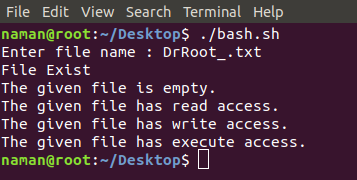 File Edit View Search Terminal Help
naman@root:~/Desktop$ ./bash.sh
Enter file name : DrRoot_.txt
File Exist
The given file is empty.
The given file has read access.
The given file has write access.
The given file has execute access.
naman@root:~/Desktop$